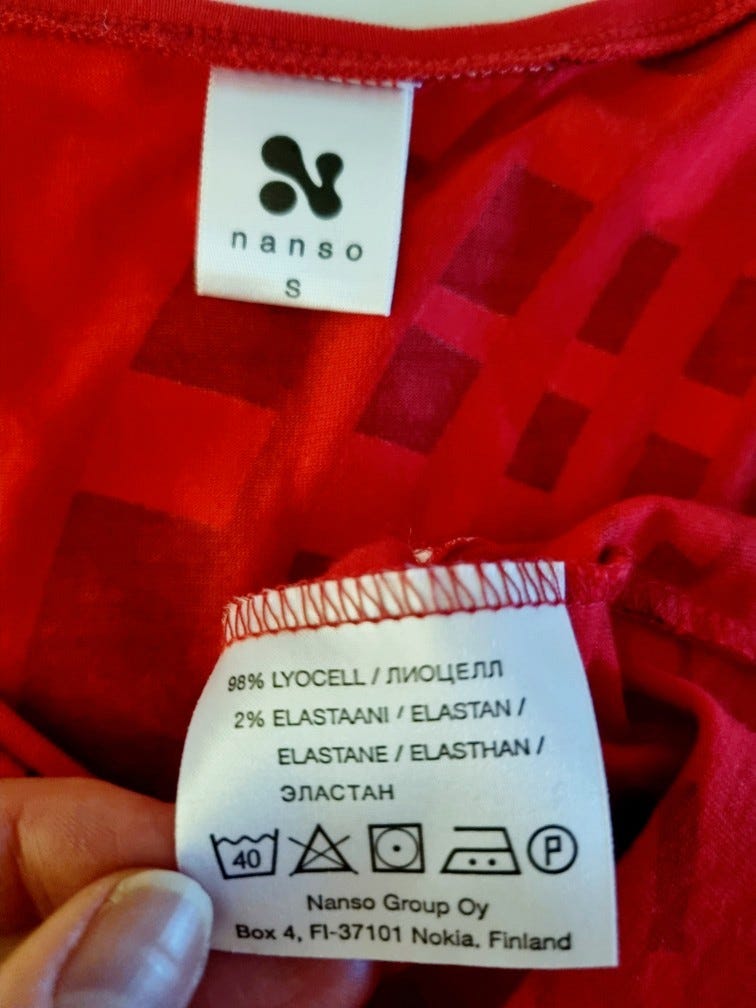 nanso
S
98% LYOCELL / ЛИОЦЕЛЛ
2% ELASTAANI / ELASTAN /
ELASTANE / ELASTHAN /
ЭЛАСТАН
40 P
Nanso Group Oy
Box 4, FI-37101 Nokia, Finland